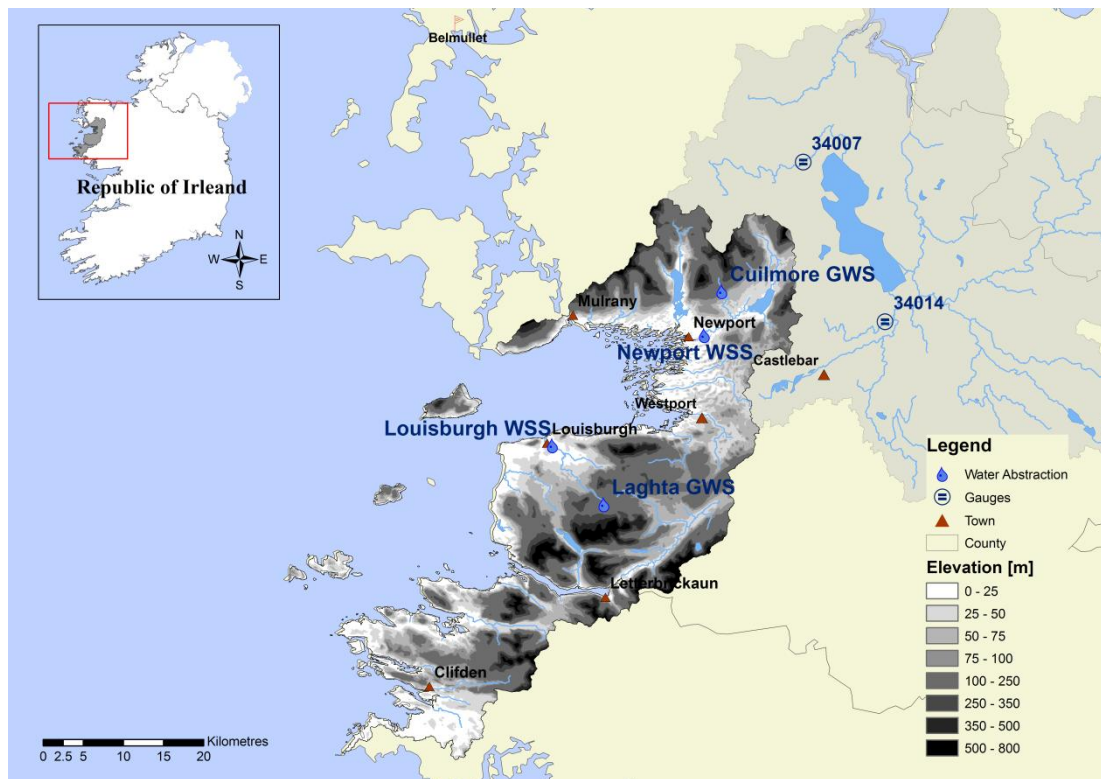 Belmullet
Republic of Irleand
N
W
E
S
34007
Cuilmore GWS
34014
Mulrany
Newport
Newport WSS
Castlebar
Westport
Louisburgh WSS
Louisburgh
Laghta GWS
Letterbrickaun
Clifden
Legend
Water Abstraction
Gauges
Town
County
Elevation [m]
0 - 25
25 - 50
50 - 75
75 - 100
100 - 250
250 - 350
350 - 500
500 - 800
Kilometres
0 2.5 5 10 15 20